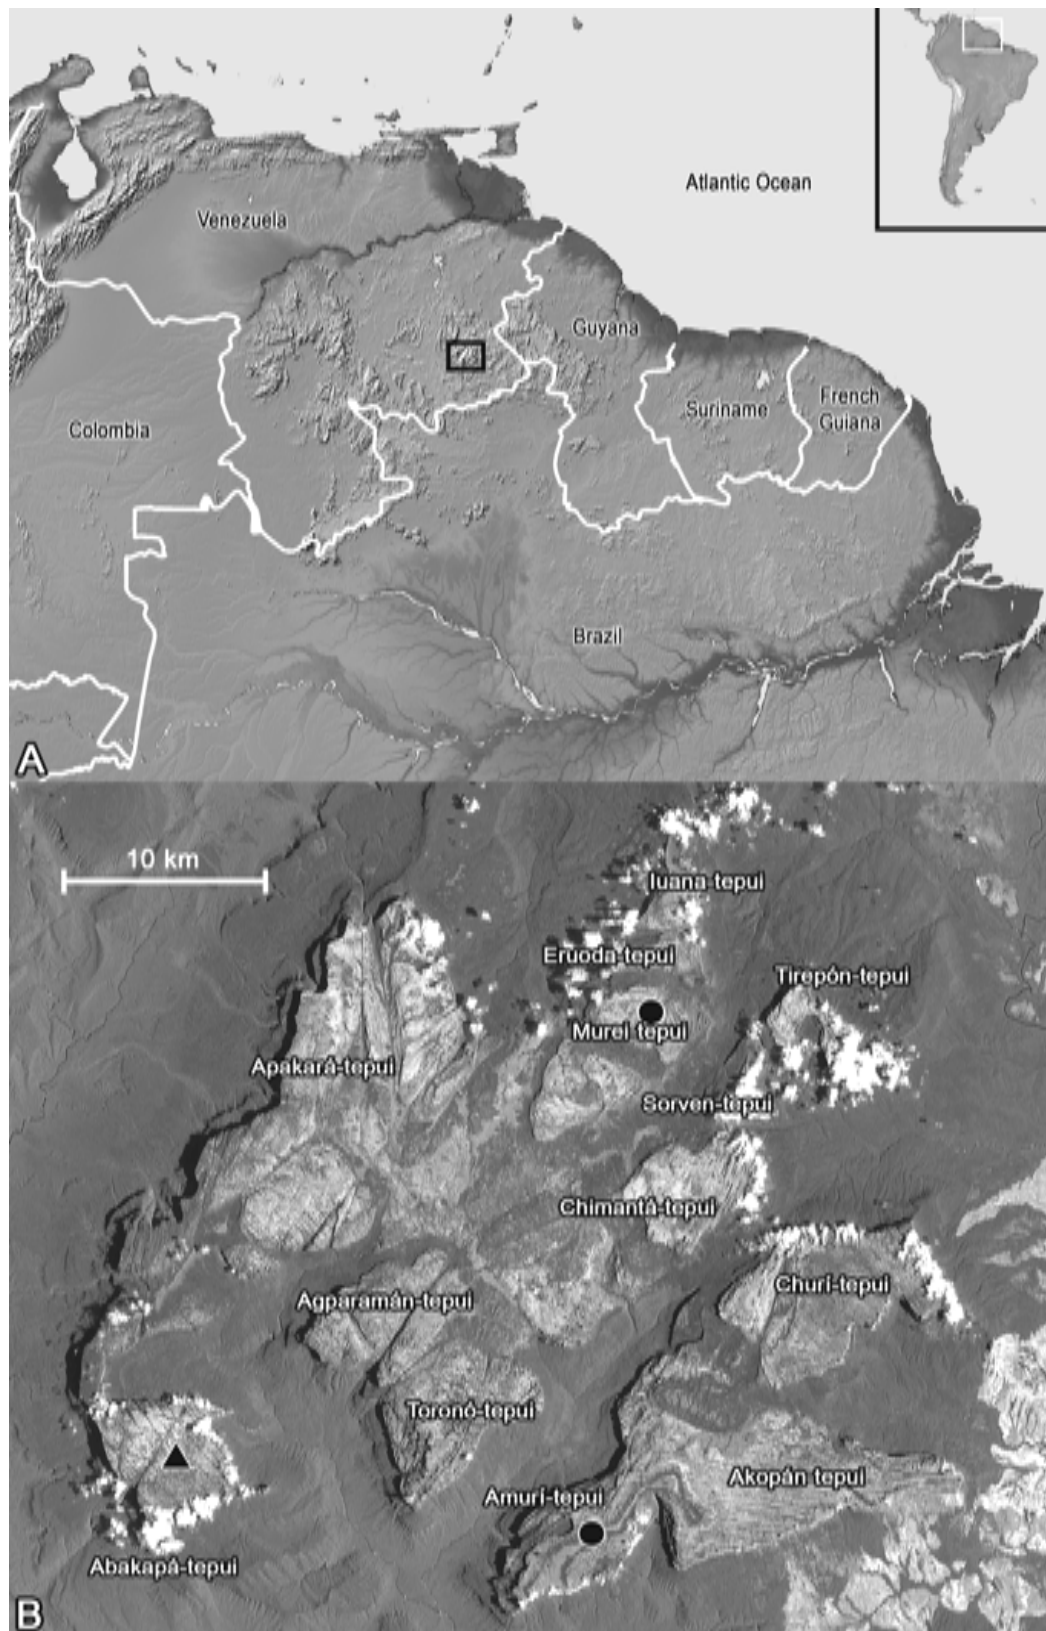 Atlantic Ocean
Venezuela
Guyana
Suriname
French
Guiana
Colombia
Brazil
A
10 km
Iuana-tepui
Eruoda-tepui
Tirepón-tepui
Murei tepui
Apakará-tepui
Sorven-tepui
Chimantá-tepui
Churí-tepui
Agparamán-tepui
Toronó-tepui
Akopán tepui
Amurí-tepui
Abakapá-tepui
B